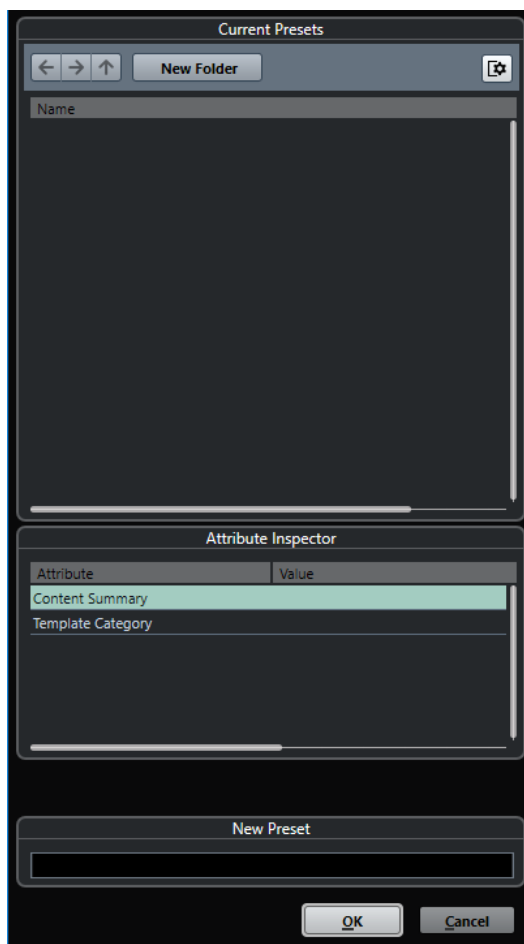 Current Presets
New Folder
Name
Attribute Inspector
Attribute Value
Content Summary
Template Category
New Preset
OK Cancel